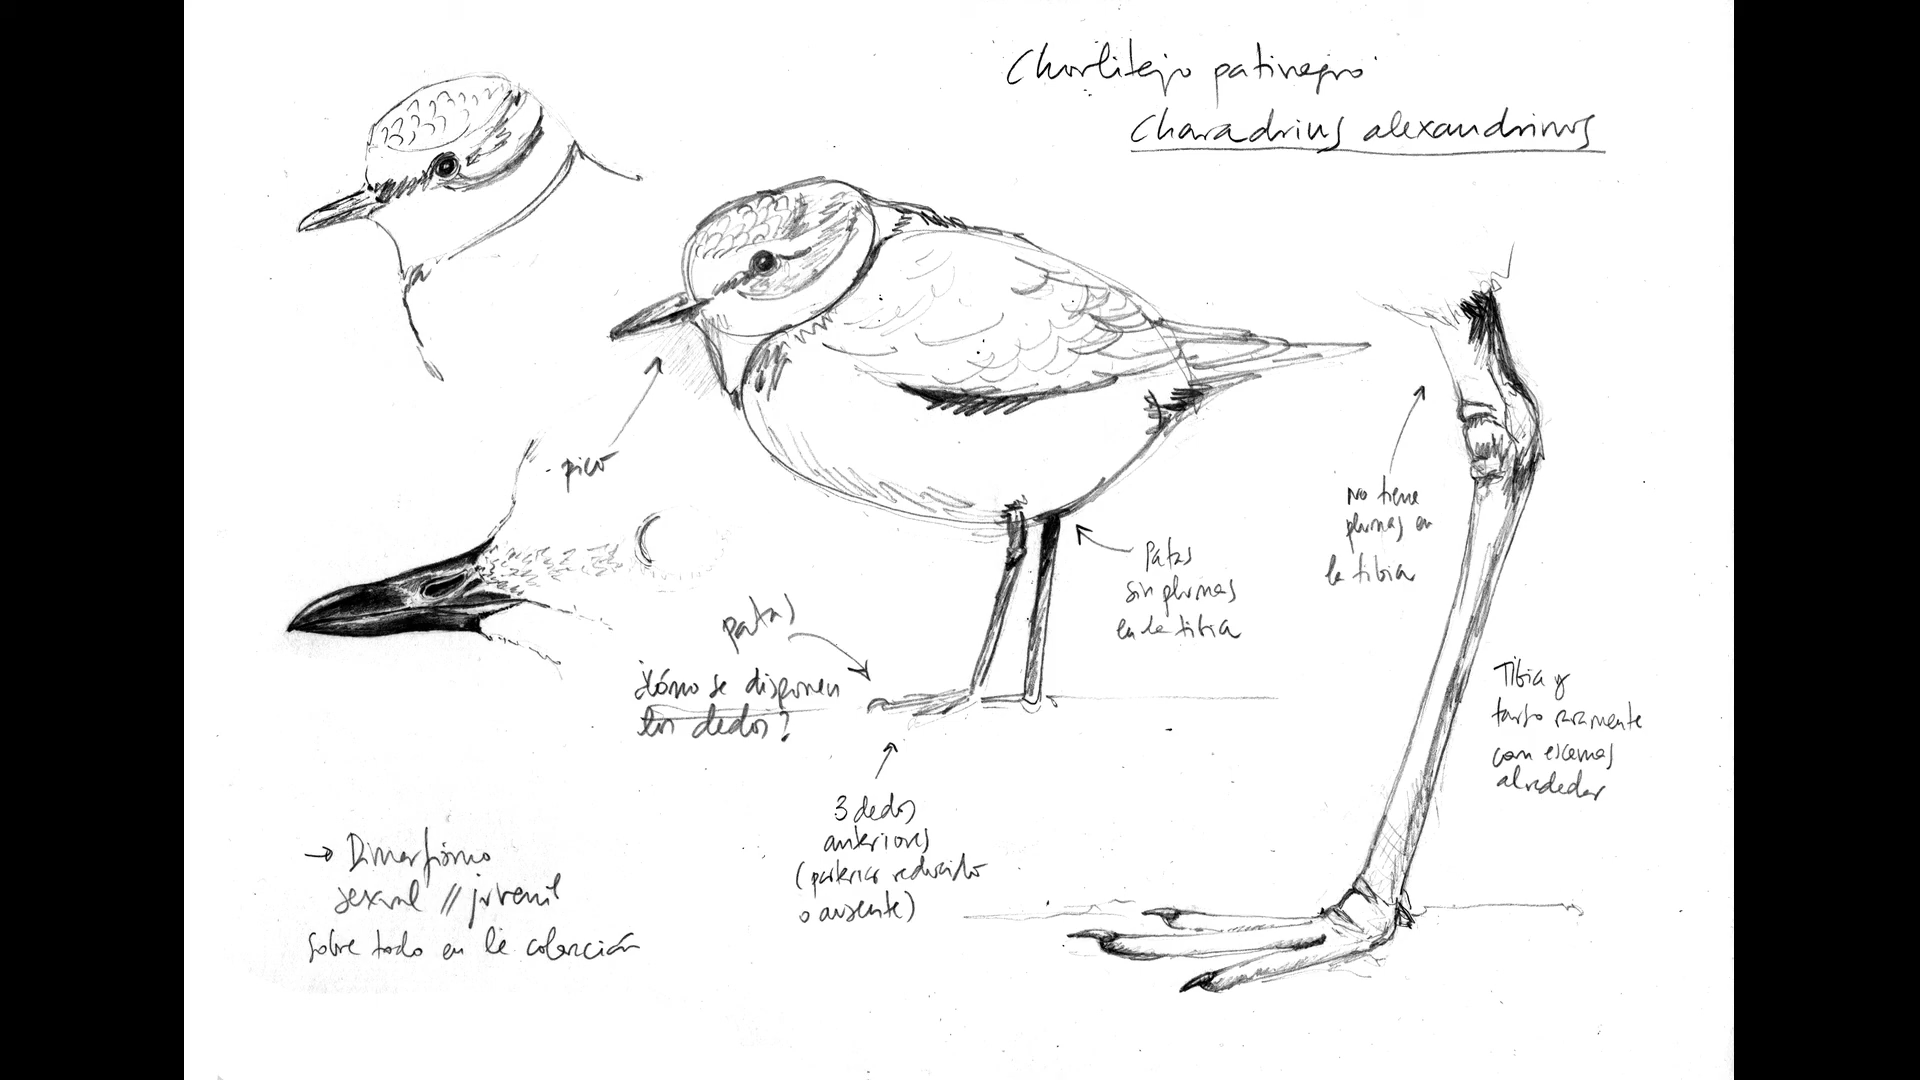 Chorlitejo patinegro
Charadrius alexandrinus
pico
patas
¿Cómo se disponen
los dedos?
Patas
sin plumas
en la tibia
No tiene
plumas en
la tibia
Tibia y
tarso raramente
con escamas
alrededor
3 dedos
anteriores
(posterior reducido
o ausente)
→ Dimorfismo
sexual // juvenil
sobre todo en la coloración